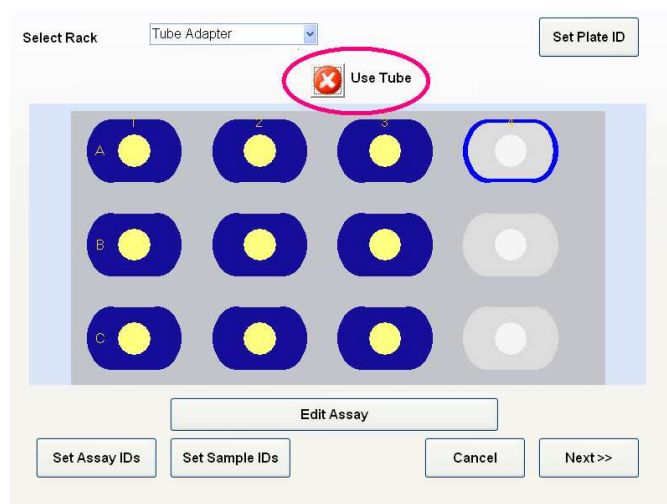 Select Rack Tube Adapter Set Plate ID
Use Tube
1 2 3 4
A
B
C
Edit Assay
Set Assay IDs Set Sample IDs Cancel Next>>